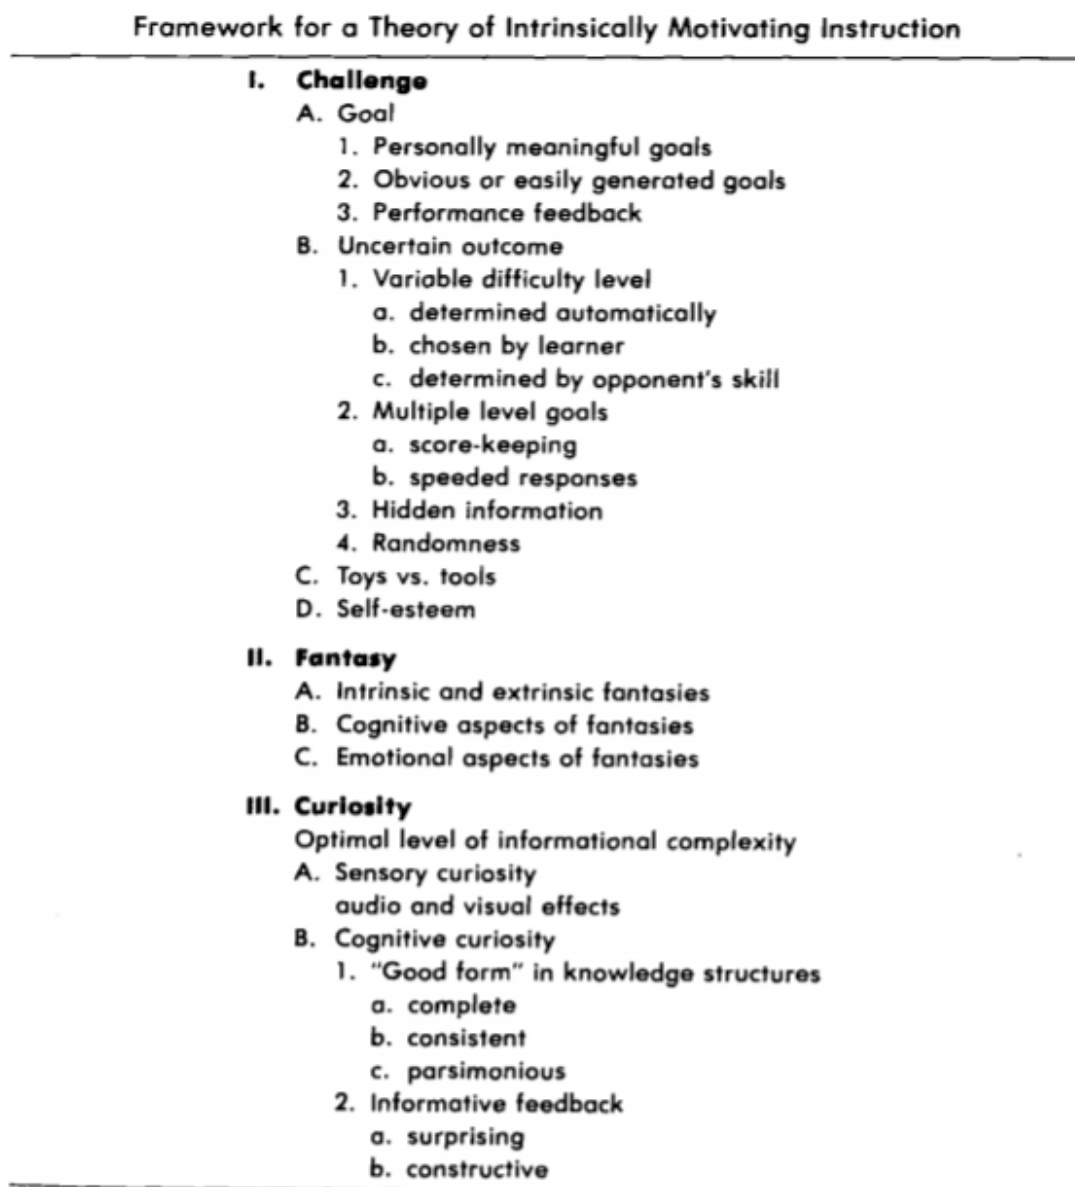 Framework for a Theory of Intrinsically Motivating Instruction
I. Challenge
A. Goal
1. Personally meaningful goals
2. Obvious or easily generated goals
3. Performance feedback
B. Uncertain outcome
1. Variable difficulty level
a. determined automatically
b. chosen by learner
c. determined by opponent's skill
2. Multiple level goals
a. score-keeping
b. speeded responses
3. Hidden information
4. Randomness
C. Toys vs. tools
D. Self-esteem
II. Fantasy
A. Intrinsic and extrinsic fantasies
B. Cognitive aspects of fantasies
C. Emotional aspects of fantasies
III. Curiosity
Optimal level of informational complexity
A. Sensory curiosity
audio and visual effects
B. Cognitive curiosity
1. "Good form" in knowledge structures
a. complete
b. consistent
c. parsimonious
2. Informative feedback
a. surprising
b. constructive